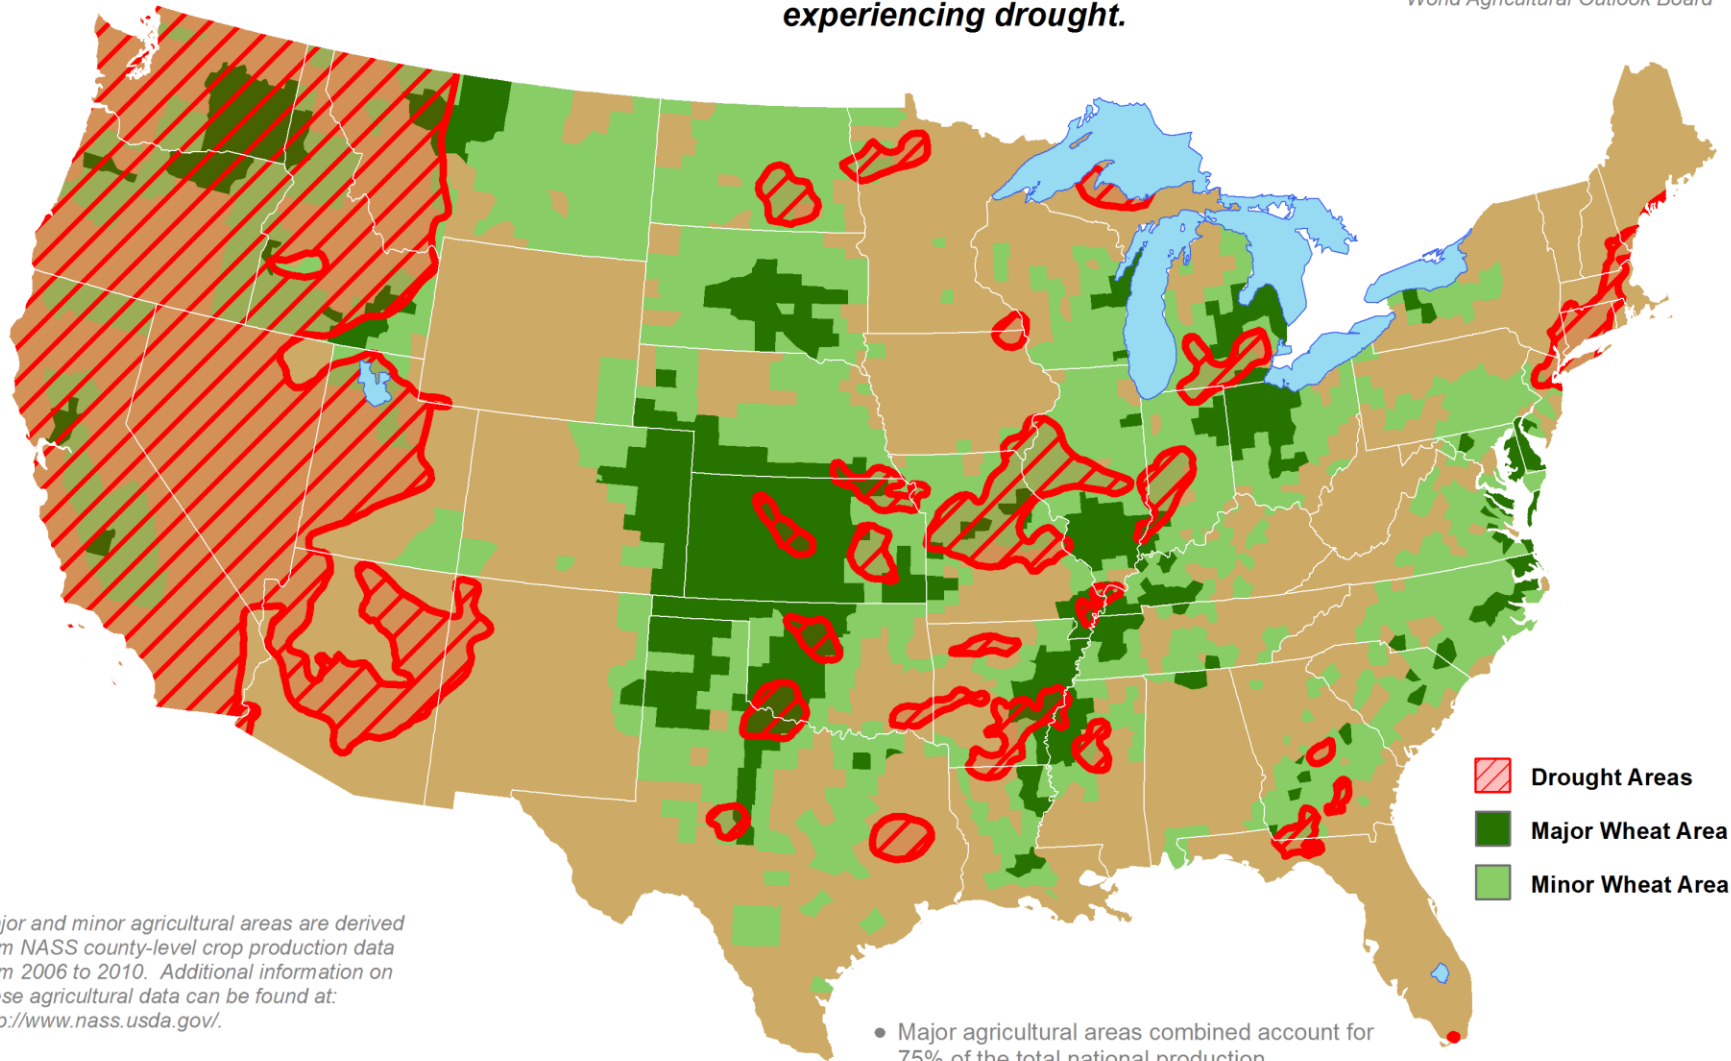 experiencing drought.
World Agricultural Outlook Board
Drought Areas
Major Wheat Area
Minor Wheat Area
jor and minor agricultural areas are derived
m NASS county-level crop production data
m 2006 to 2010. Additional information on
ese agricultural data can be found at:
p://www.nass.usda.gov/.
● Major agricultural areas combined account for
75% of the total national production